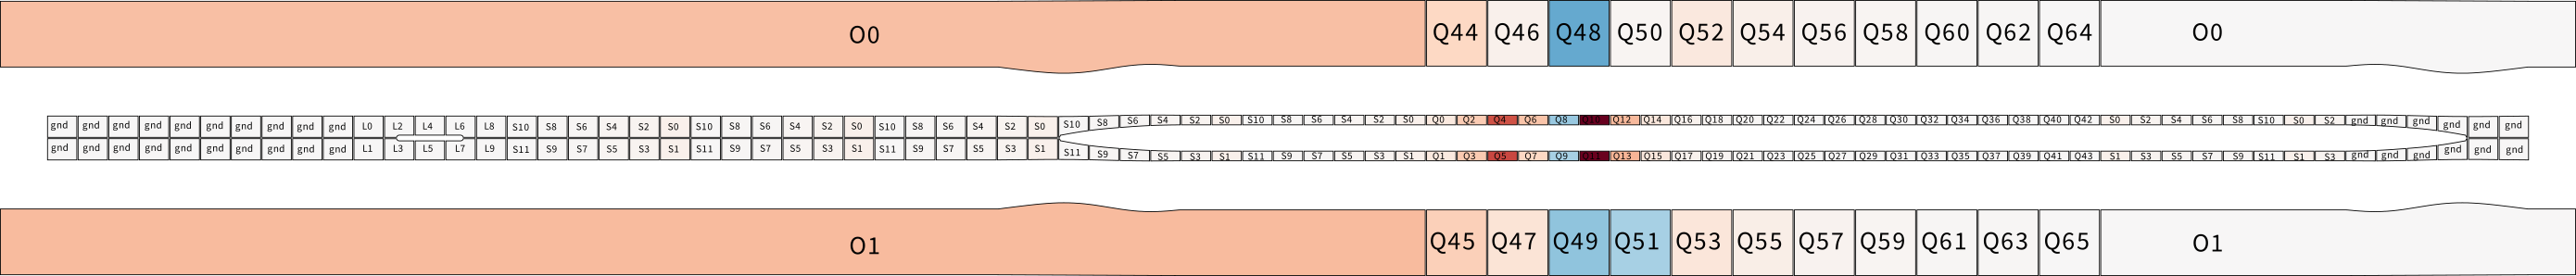 O0 Q44 Q46 Q48 Q50 Q52 Q54 Q56 Q58 Q60 Q62 Q64 O0
gnd gnd gnd gnd gnd gnd gnd gnd gnd gnd L0 L2 L4 L6 L8 S10 S8 S6 S4 S2 S0 S10 S8 S6 S4 S2 S0 S10 S8 S6 S4 S2 S0 S10 S8 S6 S4 S2 S0 S10 S8 S6 S4 S2 S0 Q0 Q2 Q4 Q6 Q8 Q10 Q12 Q14 Q16 Q18 Q20 Q22 Q24 Q26 Q28 Q30 Q32 Q34 Q36 Q38 Q40 Q42 S0 S2 S4 S6 S8 S10 S0 S2 gnd gnd gnd gnd gnd gnd
gnd gnd gnd gnd gnd gnd gnd gnd gnd gnd L1 L3 L5 L7 L9 S11 S9 S7 S5 S3 S1 S11 S9 S7 S5 S3 S1 S11 S9 S7 S5 S3 S1 S11 S9 S7 S5 S3 S1 S11 S9 S7 S5 S3 S1 Q1 Q3 Q5 Q7 Q9 Q11 Q13 Q15 Q17 Q19 Q21 Q23 Q25 Q27 Q29 Q31 Q33 Q35 Q37 Q39 Q41 Q43 S1 S3 S5 S7 S9 S11 S1 S3 gnd gnd gnd gnd gnd gnd
O1 Q45 Q47 Q49 Q51 Q53 Q55 Q57 Q59 Q61 Q63 Q65 O1